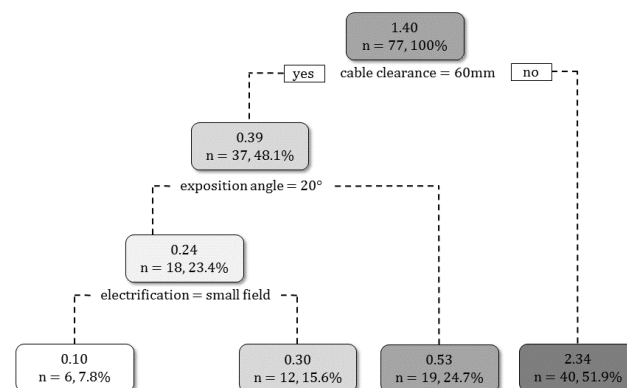 1.40
n = 77, 100%
yes
cable clearance = 60mm
no
0.39
n = 37, 48.1%
exposition angle = 20°
0.24
n = 18, 23.4%
electrification = small field
0.10
n = 6, 7.8%
0.30
n = 12, 15.6%
0.53
n = 19, 24.7%
2.34
n = 40, 51.9%